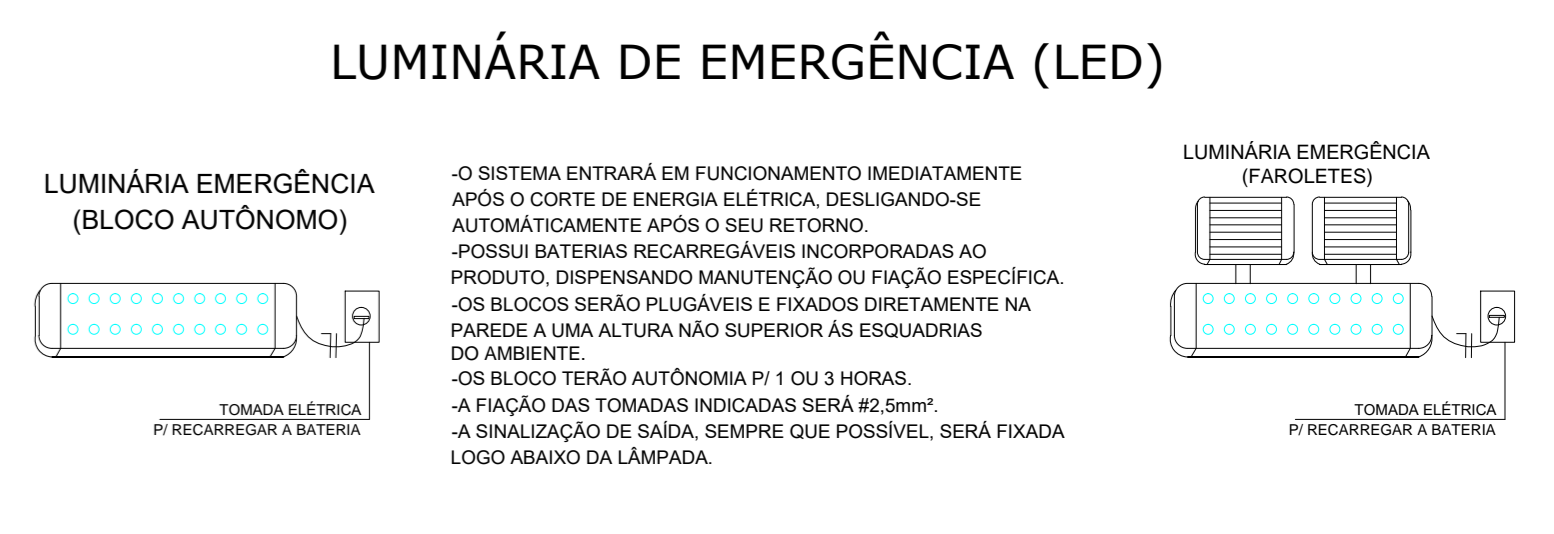 LUMINÁRIA DE EMERGÊNCIA (LED)
LUMINÁRIA EMERGÊNCIA
(BLOCO AUTÔNOMO)
TOMADA ELÉTRICA
P/ RECARREGAR A BATERIA
-O SISTEMA ENTRARÁ EM FUNCIONAMENTO IMEDIATAMENTE
APÓS O CORTE DE ENERGIA ELÉTRICA, DESLIGANDO-SE
AUTOMÁTICAMENTE APÓS O SEU RETORNO.
-POSSUI BATERIAS RECARREGÁVEIS INCORPORADAS AO
PRODUTO, DISPENSANDO MANUTENÇÃO OU FIAÇÃO ESPECÍFICA.
-OS BLOCOS SERÃO PLUGÁVEIS E FIXADOS DIRETAMENTE NA
PAREDE A UMA ALTURA NÃO SUPERIOR ÁS ESQUADRIAS
DO AMBIENTE.
-OS BLOCO TERÃO AUTÔNOMIA P/ 1 OU 3 HORAS.
-A FIAÇÃO DAS TOMADAS INDICADAS SERÁ #2,5mm².
-A SINALIZAÇÃO DE SAÍDA, SEMPRE QUE POSSÍVEL, SERÁ FIXADA
LOGO ABAIXO DA LÂMPADA.
LUMINÁRIA EMERGÊNCIA
(FAROLETES)
TOMADA ELÉTRICA
P/ RECARREGAR A BATERIA